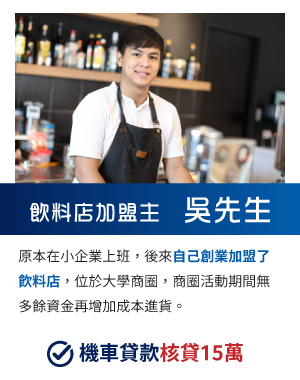 飲料店加盟主 吳先生
原本在小企業上班，後來自己創業加盟了
飲料店，位於大學商圈，商圈活動期間無
多餘資金再增加成本進貨。
機車貸款核貸15萬